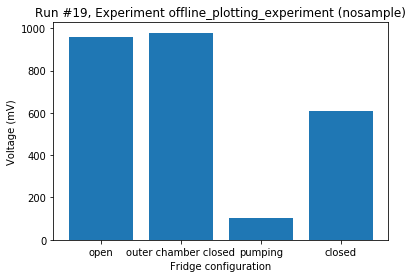 Run #19, Experiment offline_plotting_experiment (nosample)
1000
800
600
400
200
0
Voltage (mV)
open outer chamber closed pumping closed
Fridge configuration